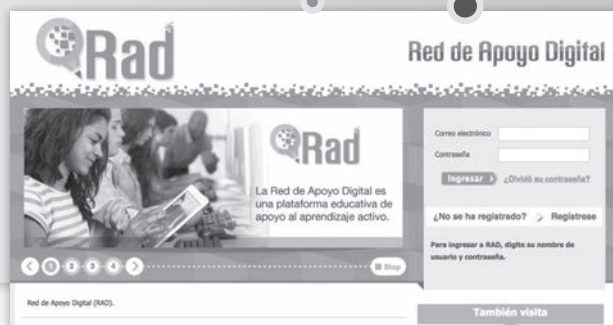 Rad
Red de Apoyo Digital
Rad
La Red de Apoyo Digital es
una plataforma educativa de
apoyo al aprendizaje activo.
1 2 3 4
Stop
Correo electrónico
Contraseña
Ingresar
¿Olvidó su contraseña?
¿No se ha registrado? Regístrese
Para ingresar a RAD, digite su nombre de
usuario y contraseña.
Red de Apoyo Digital (RAD).
También visita